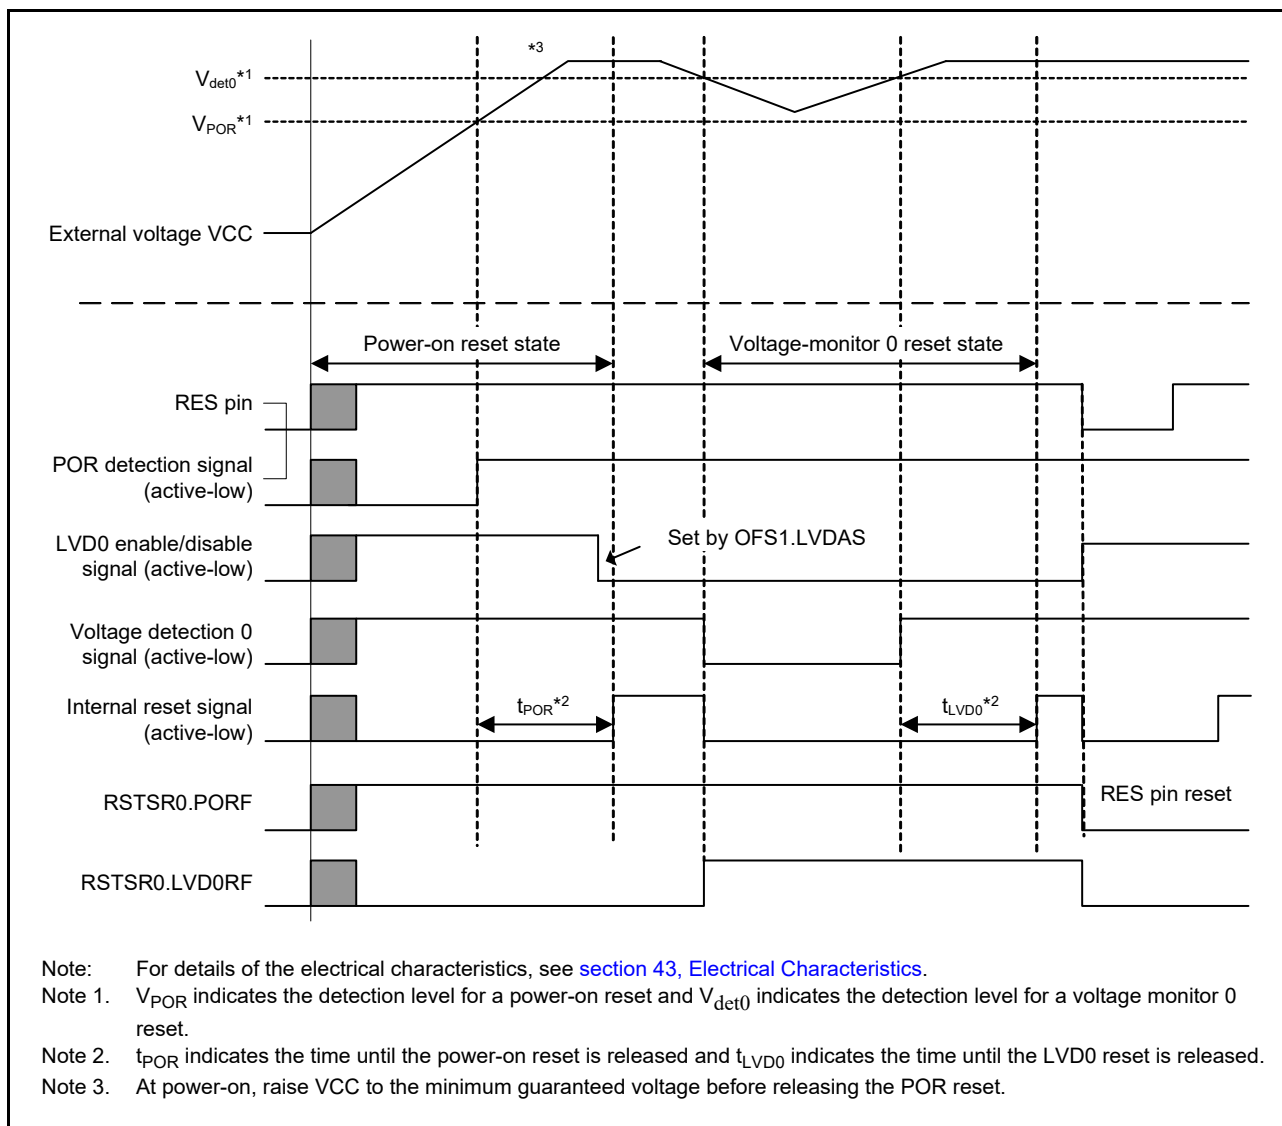 *3
Vdet0*1
VPOR*1
External voltage VCC
Power-on reset state
Voltage-monitor 0 reset state
RES pin
POR detection signal
(active-low)
LVD0 enable/disable
signal (active-low)
Set by OFS1.LVDAS
Voltage detection 0
signal (active-low)
Internal reset signal
(active-low)
tPOR*2
tLVD0*2
RSTSR0.PORF
RES pin reset
RSTSR0.LVD0RF
Note: For details of the electrical characteristics, see section 43, Electrical Characteristics.
Note 1. VPOR indicates the detection level for a power-on reset and Vdet0 indicates the detection level for a voltage monitor 0
reset.
Note 2. tPOR indicates the time until the power-on reset is released and tLVD0 indicates the time until the LVD0 reset is released.
Note 3. At power-on, raise VCC to the minimum guaranteed voltage before releasing the POR reset.